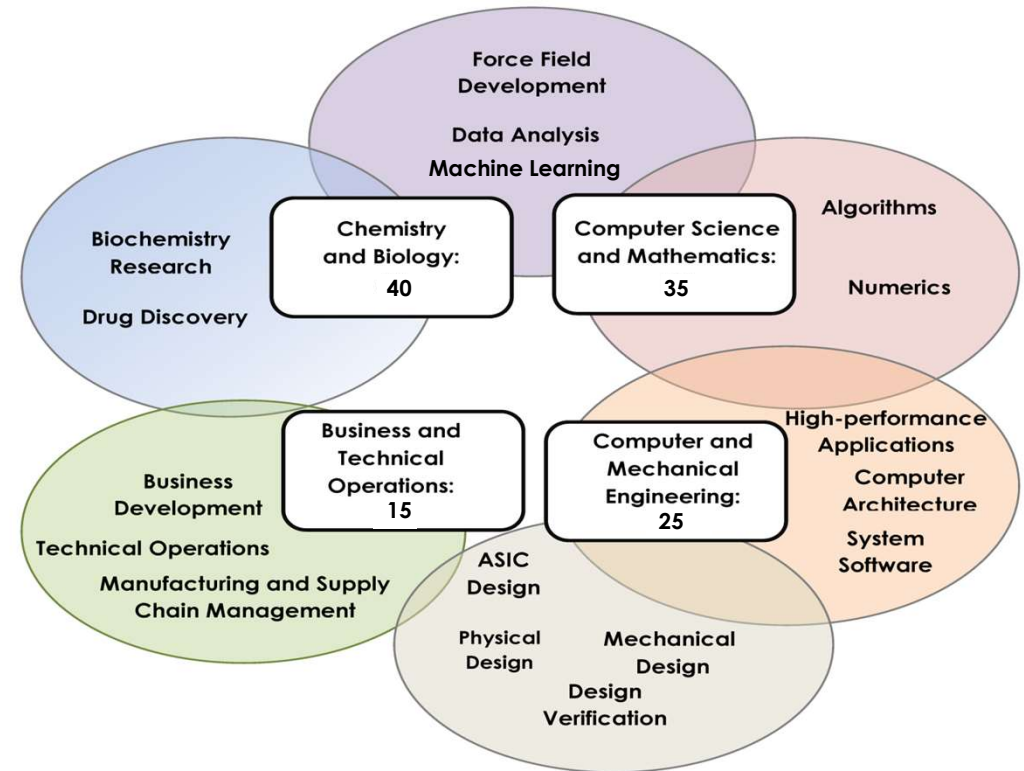 Force Field
Development
Data Analysis
Machine Learning
Chemistry
and Biology:
40
Computer Science
and Mathematics:
35
Algorithms
Numerics
Biochemistry
Research
Drug Discovery
Business and
Technical
Operations:
15
Computer and
Mechanical
Engineering:
25
High-performance
Applications
Computer
Architecture
System
Software
Business
Development
Technical Operations
Manufacturing and Supply
Chain Management
ASIC
Design
Physical
Design
Mechanical
Design
Design
Verification